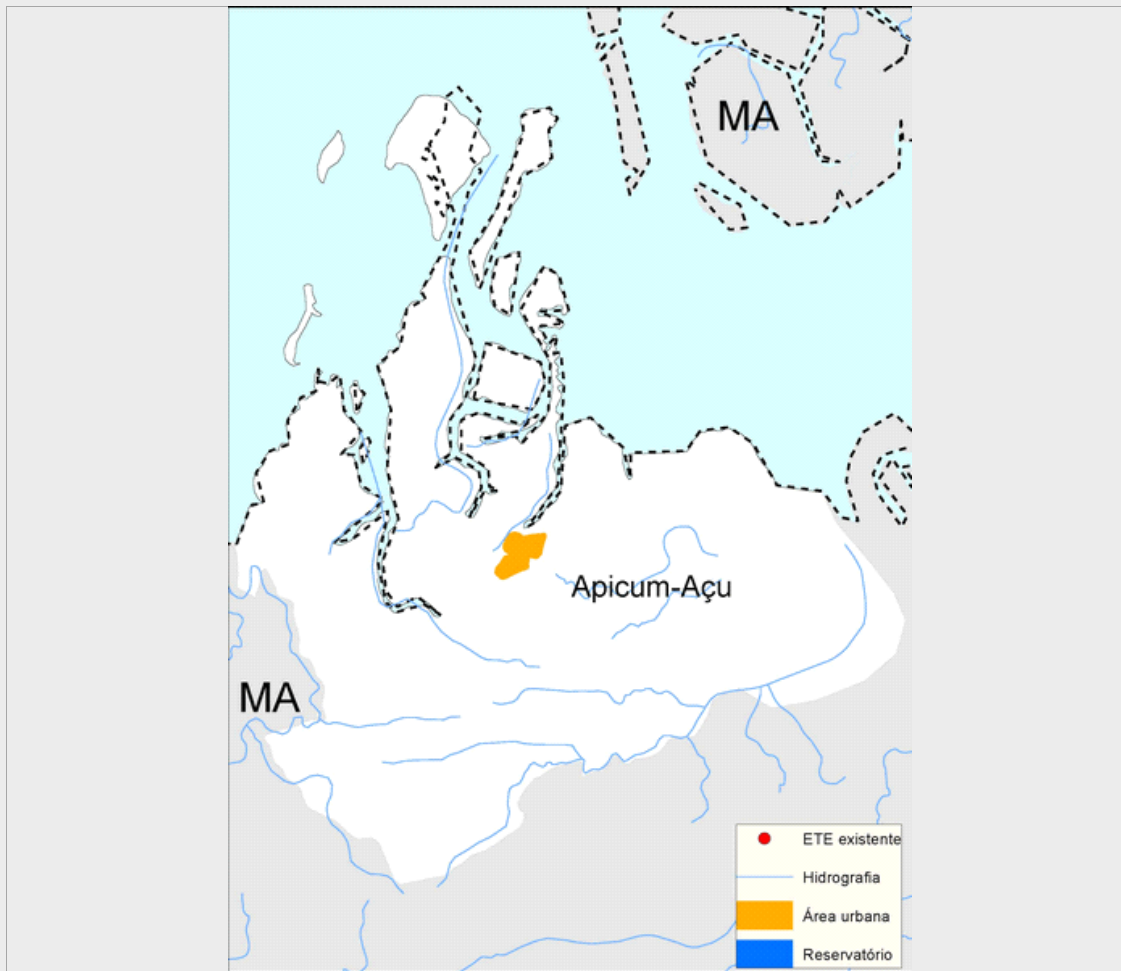 MA
Apicum-Açu
MA
ETE existente
Hidrografia
Área urbana
Reservatório